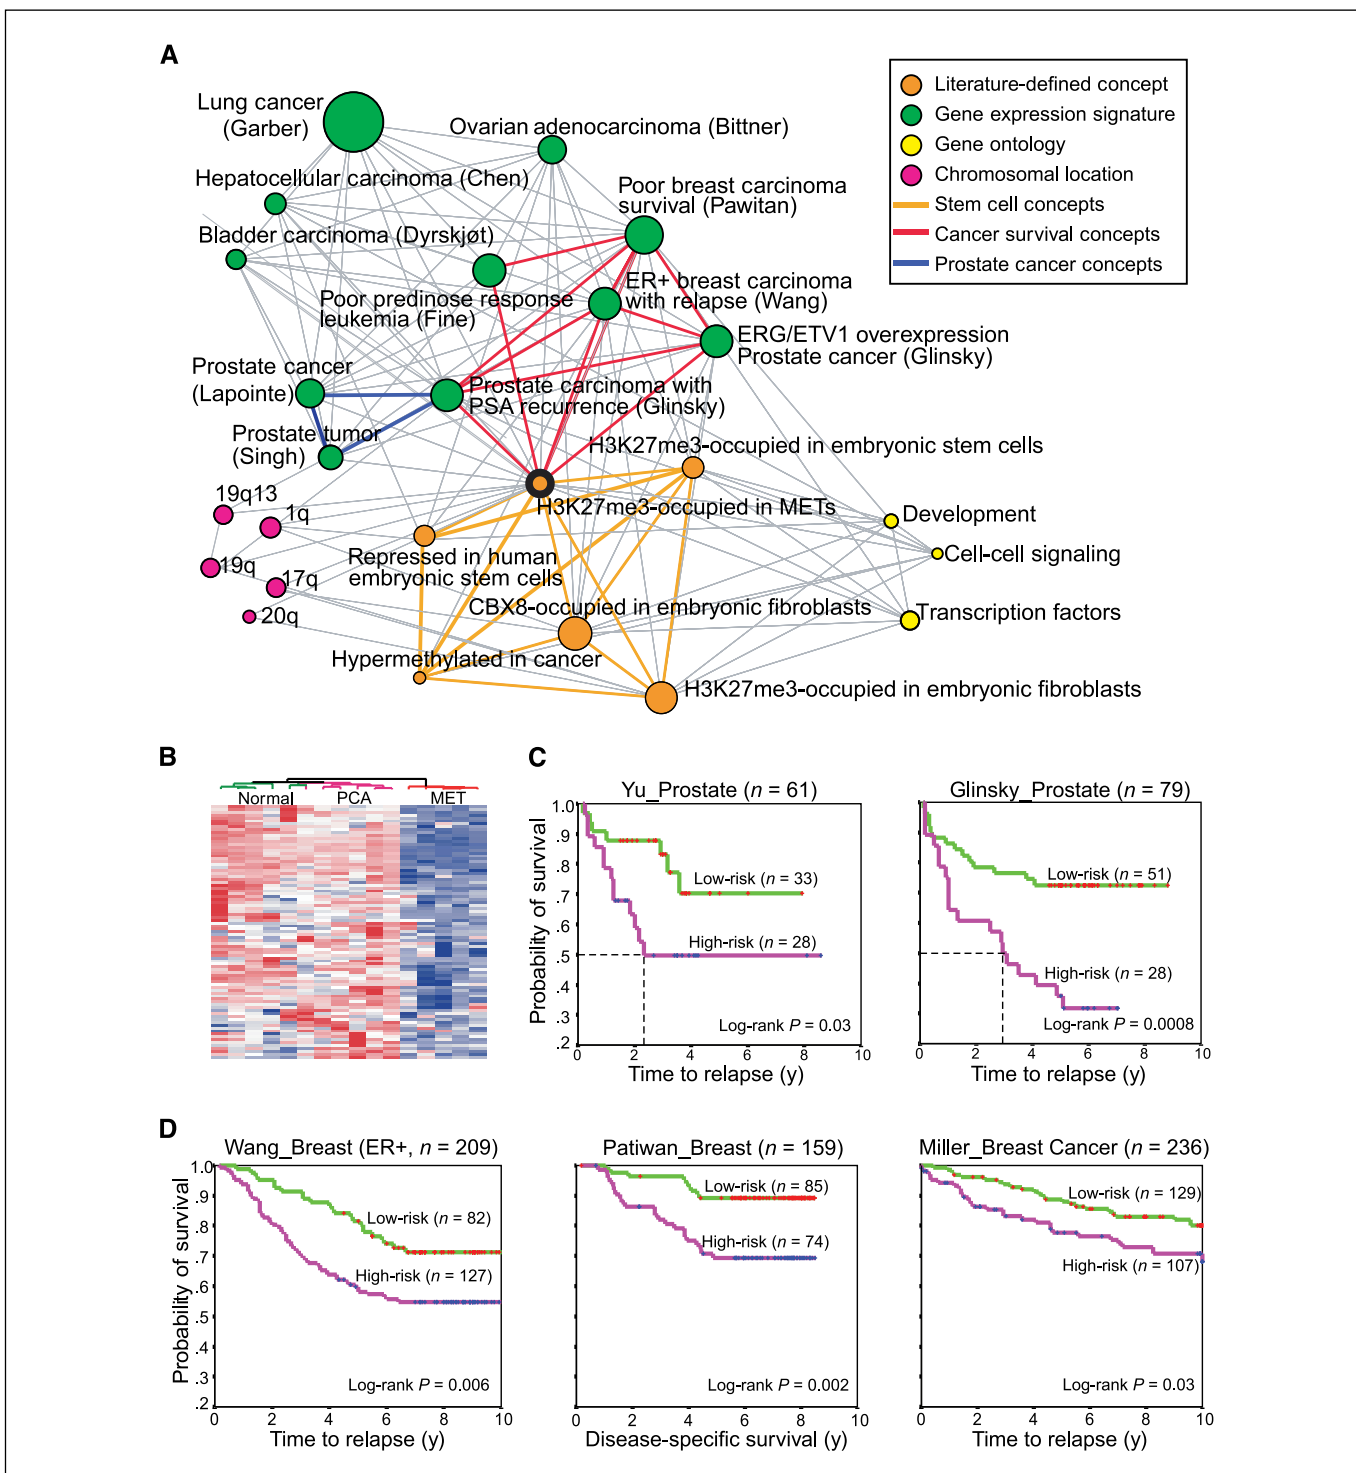 A
Lung cancer
(Garber)
Ovarian adenocarcinoma (Bittner)
Hepatocellular carcinoma (Chen)
Poor breast carcinoma
survival (Pawitan)
Bladder carcinoma (Dyrskjøt)
ER+ breast carcinoma
with relapse (Wang)
Poor predinose response
leukemia (Fine)
ERG/ETV1 overexpression
Prostate cancer (Glinsky)
Prostate cancer
(Lapointe)
Prostate carcinoma with
PSA recurrence (Glinsky)
Prostate tumor
(Singh)
H3K27me3-occupied in embryonic stem cells
19q13
1q
H3K27me3-occupied in METs
Development
Repressed in human
embryonic stem cells
Cell-cell signaling
19q
17q
20q
CBX8-occupied in embryonic fibroblasts
Transcription factors
Hypermethylated in cancer
H3K27me3-occupied in embryonic fibroblasts
Literature-defined concept
Gene expression signature
Gene ontology
Chromosomal location
Stem cell concepts
Cancer survival concepts
Prostate cancer concepts
B
Normal PCA MET
C
Yu_Prostate (n = 61)
Probability of survival
1.0
.9
.8
.7
.6
.5
.4
.3
.2
Low-risk (n = 33)
High-risk (n = 28)
Log-rank P = 0.03
0 2 4 6 8 10
Time to relapse (y)
Glinsky_Prostate (n = 79)
Low-risk (n = 51)
High-risk (n = 28)
Log-rank P = 0.0008
0 2 4 6 8 10
Time to relapse (y)
D
Wang_Breast (ER+, n = 209)
Probability of survival
1.0
.9
.8
.7
.6
.5
.4
.3
.2
Low-risk (n = 82)
High-risk (n = 127)
Log-rank P = 0.006
0 2 4 6 8 10
Time to relapse (y)
Patiwan_Breast (n = 159)
Low-risk (n = 85)
High-risk (n = 74)
Log-rank P = 0.002
0 2 4 6 8 10
Disease-specific survival (y)
Miller_Breast Cancer (n = 236)
Low-risk (n = 129)
High-risk (n = 107)
Log-rank P = 0.03
0 2 4 6 8 10
Time to relapse (y)